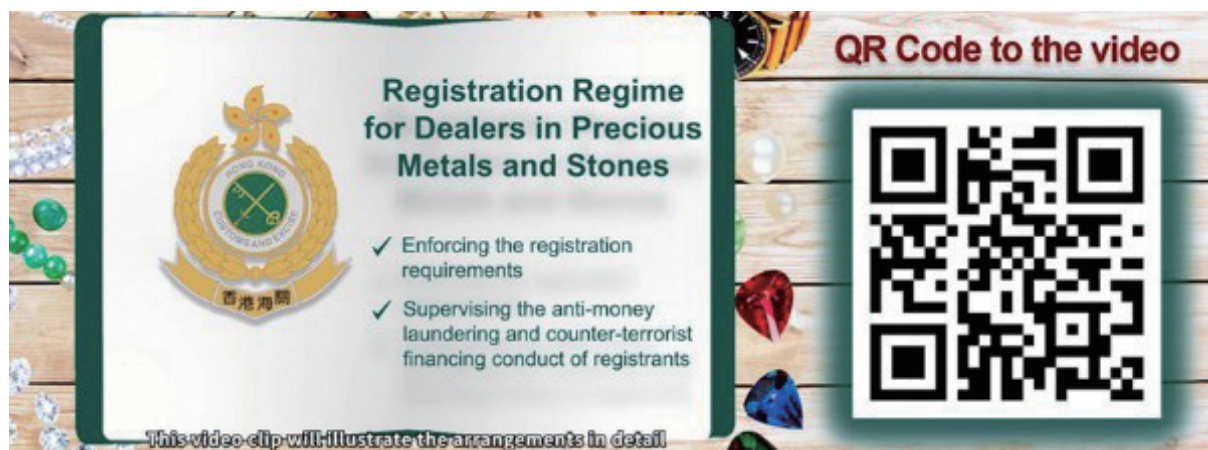 HONG KONG
CUSTOMS AND EXCISE
香港海關
Registration Regime
for Dealers in Precious
Metals and Stones
✓ Enforcing the registration
requirements
✓ Supervising the anti-money
laundering and counter-terrorist
financing conduct of registrants
This video clip will illustrate the arrangements in detail
QR Code to the video